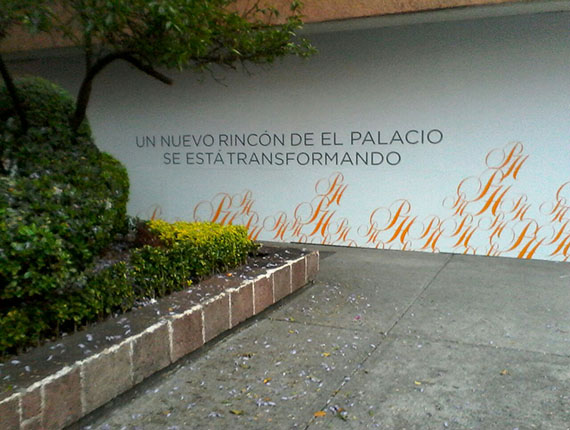 UN NUEVO RINCÓN DE EL PALACIO
SE ESTÁ TRANSFORMANDO